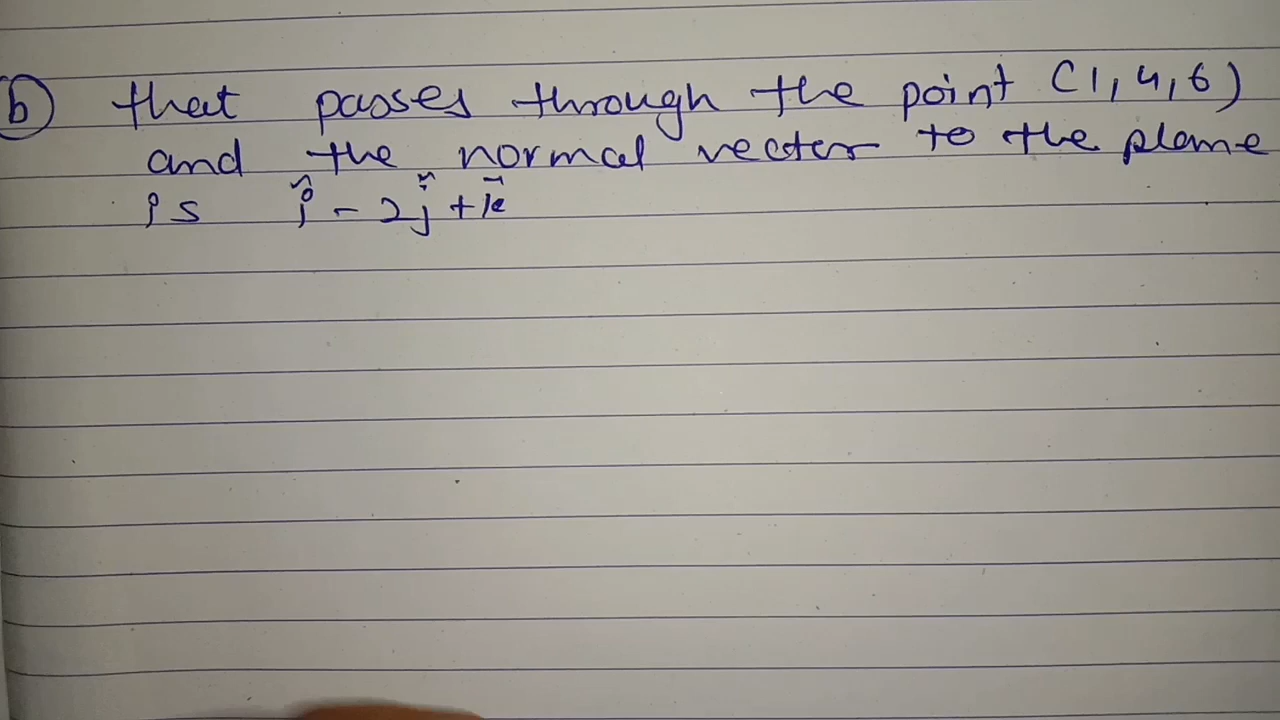 b) that passes through the point (1, 4, 6)
and the normal vector to the plane
is î - 2ĵ + k̂